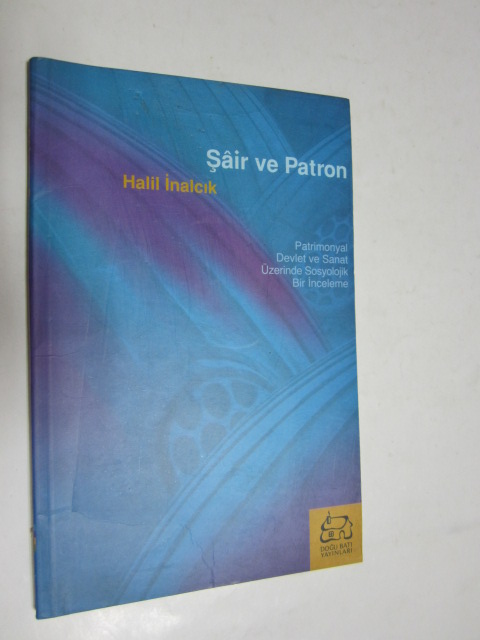 Şâir ve Patron
Halil İnalcık
Patrimonyal
Devlet ve Sanat
Üzerinde Sosyolojik
Bir İnceleme
DOĞU BATI
YAYINLARI